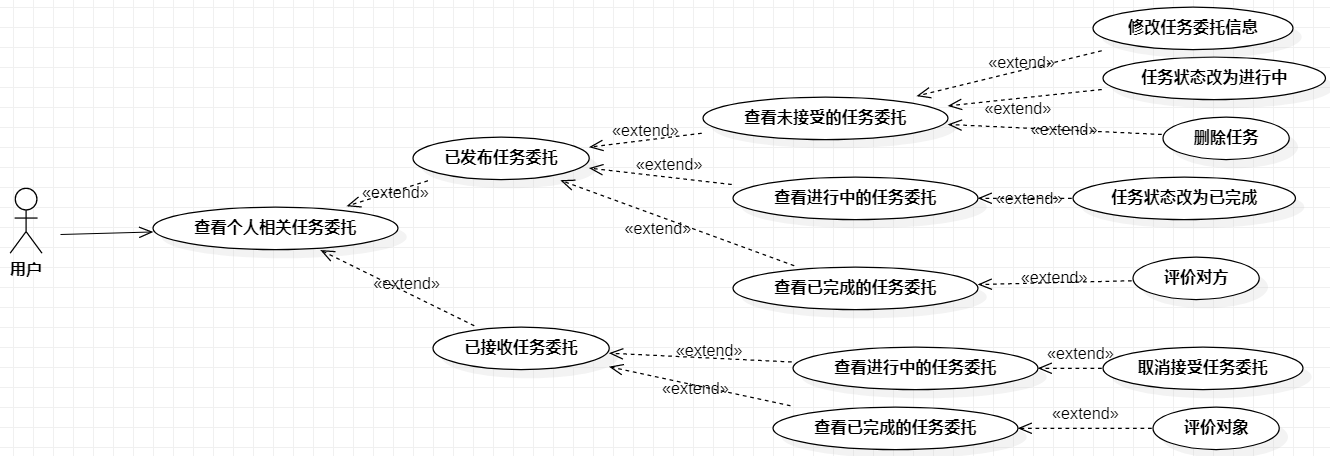 修改任务委托信息
«extend»
任务状态改为进行中
«extend»
查看未接受的任务委托
«extend»
删除任务
«extend»
已发布任务委托
«extend»
查看进行中的任务委托
«extend»
任务状态改为已完成
«extend»
用户
查看个人相关任务委托
«extend»
«extend»
查看已完成的任务委托
«extend»
评价对方
«extend»
已接收任务委托
«extend»
查看进行中的任务委托
«extend»
取消接受任务委托
«extend»
查看已完成的任务委托
«extend»
评价对象